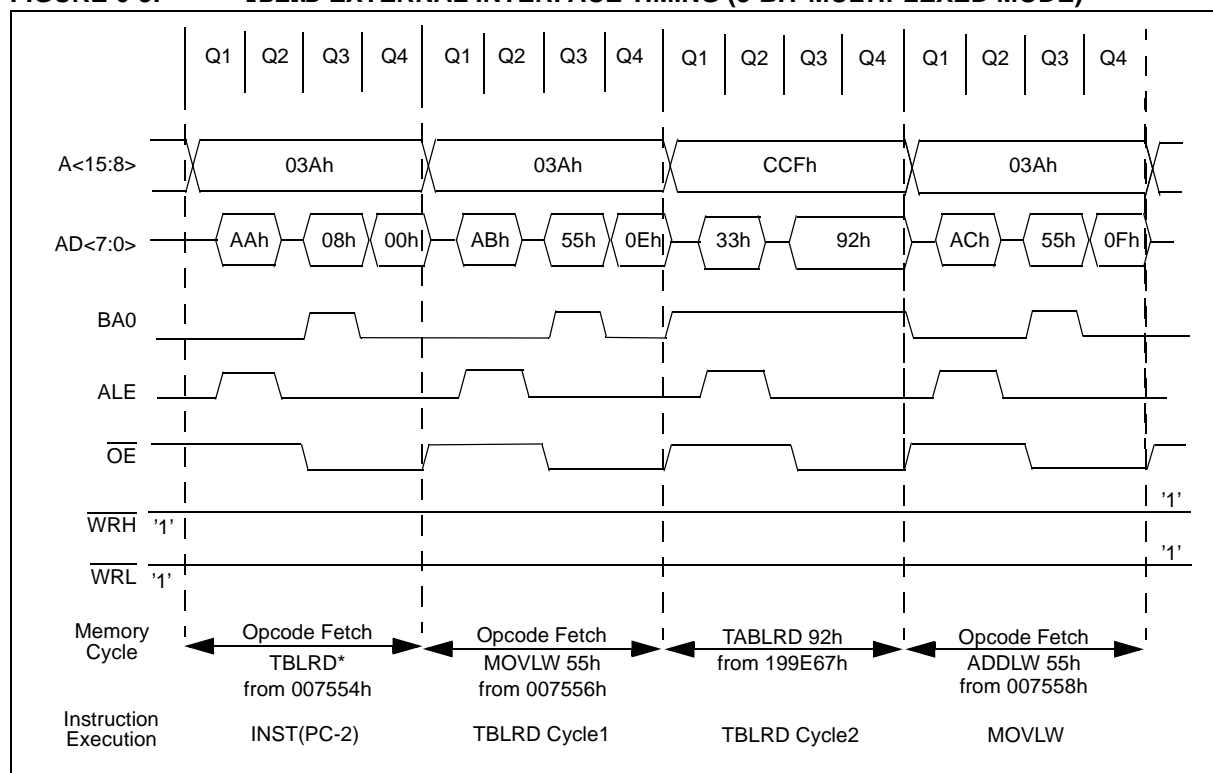 FIGURE TBLRD EXTERNAL INTERFACE TIMING (8-BIT MULTIPLEXED MODE)
Q1 Q2 Q3 Q4 Q1 Q2 Q3 Q4 Q1 Q2 Q3 Q4 Q1 Q2 Q3 Q4
A<15:8> 03Ah 03Ah CCFh 03Ah
AD<7:0> AAh 08h 00h ABh 55h 0Eh 33h 92h ACh 55h 0Fh
BA0
ALE
OE
WRH '1' '1'
WRL '1' '1'
Memory Cycle
Opcode Fetch
TBLRD*
from 007554h
Opcode Fetch
MOVLW 55h
from 007556h
TABLRD 92h
from 199E67h
Opcode Fetch
ADDLW 55h
from 007558h
Instruction
Execution
INST(PC-2) TBLRD Cycle1 TBLRD Cycle2 MOVLW